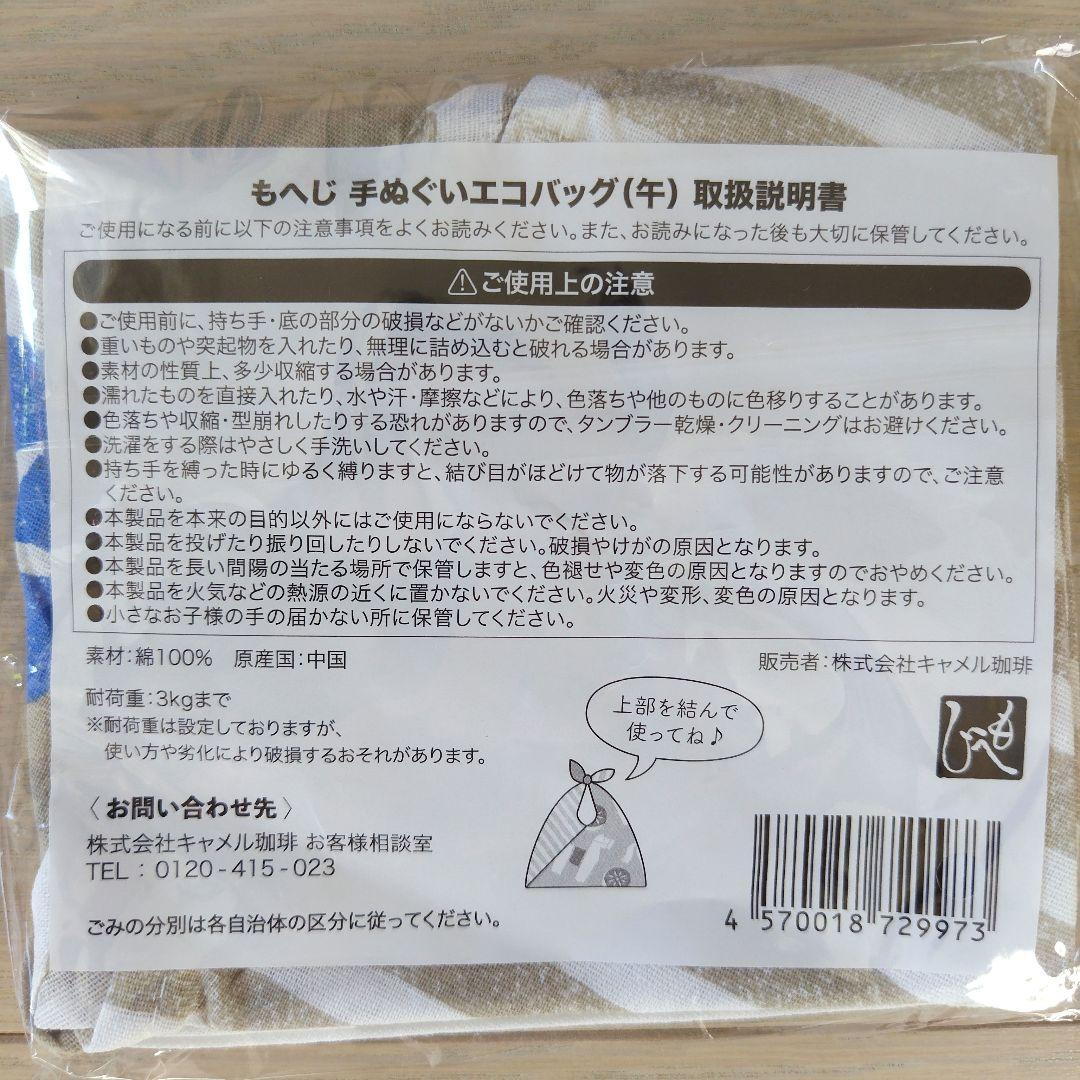 もへじ 手ぬぐいエコバッグ(午) 取扱説明書
ご使用になる前に以下の注意事項をよくお読みください。また、お読みになった後も大切に保管してください。
⚠ご使用上の注意
●ご使用前に、持ち手・底の部分の破損などがないかご確認ください。
●重いものや突起物を入れたり、無理に詰め込むと破れる場合があります。
●素材の性質上、多少収縮する場合があります。
●濡れたものを直接入れたり、水や汗・摩擦などにより、色落ちや他のものに色移りすることがあります。
●色落ちや収縮・型崩れしたりする恐れがありますので、タンブラー乾燥・クリーニングはお避けください。
●洗濯をする際はやさしく手洗いしてください。
●持ち手を縛った時にゆるく縛りますと、結び目がほどけて物が落下する可能性がありますので、ご注意
ください。
●本製品を本来の目的以外にはご使用にならないでください。
●本製品を投げたり振り回したりしないでください。破損やけがの原因となります。
●本製品を長い間陽の当たる場所で保管しますと、色褪せや変色の原因となりますのでおやめください。
●本製品を火気などの熱源の近くに置かないでください。火災や変形、変色の原因となります。
●小さなお子様の手の届かない所に保管してください。
素材:綿100% 原産国:中国
販売者:株式会社キャメル珈琲
耐荷重:3kgまで
※耐荷重は設定しておりますが、
使い方や劣化により破損するおそれがあります。
上部を結んで
使ってね♪
もへじ
〈お問い合わせ先〉
株式会社キャメル珈琲 お客様相談室
TEL : 0120-415-023
ごみの分別は各自治体の区分に従ってください。
4 570018 729973